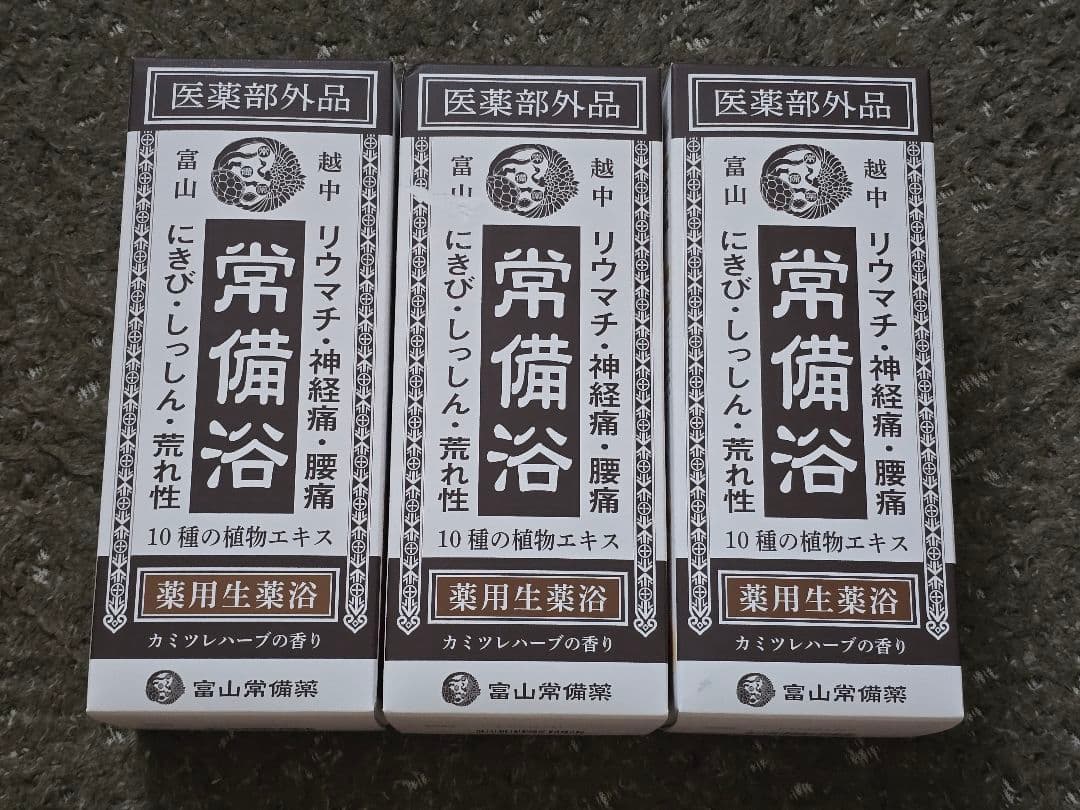 医薬部外品
越中
富山
リウマチ・神経痛・腰痛
常備浴
にきび・しっしん・荒れ性
10種の植物エキス
薬用生薬浴
カミツレハーブの香り
富山常備薬
医薬部外品
越中
富山
リウマチ・神経痛・腰痛
常備浴
にきび・しっしん・荒れ性
10種の植物エキス
薬用生薬浴
カミツレハーブの香り
富山常備薬
医薬部外品
越中
富山
リウマチ・神経痛・腰痛
常備浴
にきび・しっしん・荒れ性
10種の植物エキス
薬用生薬浴
カミツレハーブの香り
富山常備薬